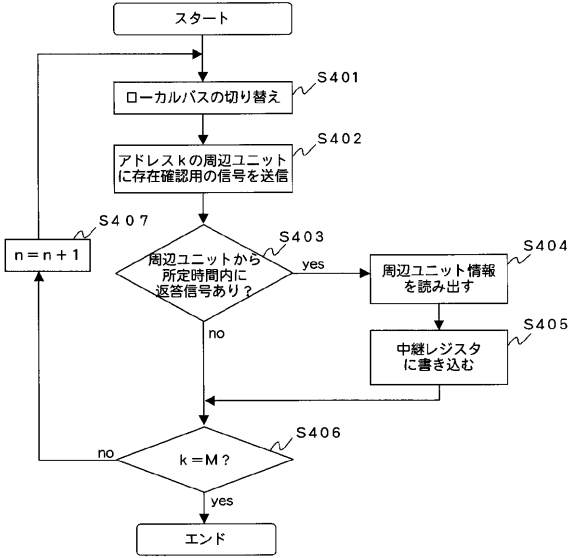 スタート
S401
ローカルバスの切り替え
S402
アドレスkの周辺ユニット
に存在確認用の信号を送信
S407
n=n+1
S403
周辺ユニットから
所定時間内に
返答信号あり?
yes
no
S404
周辺ユニット情報
を読み出す
S405
中継レジスタ
に書き込む
S406
k=M?
no
yes
エンド